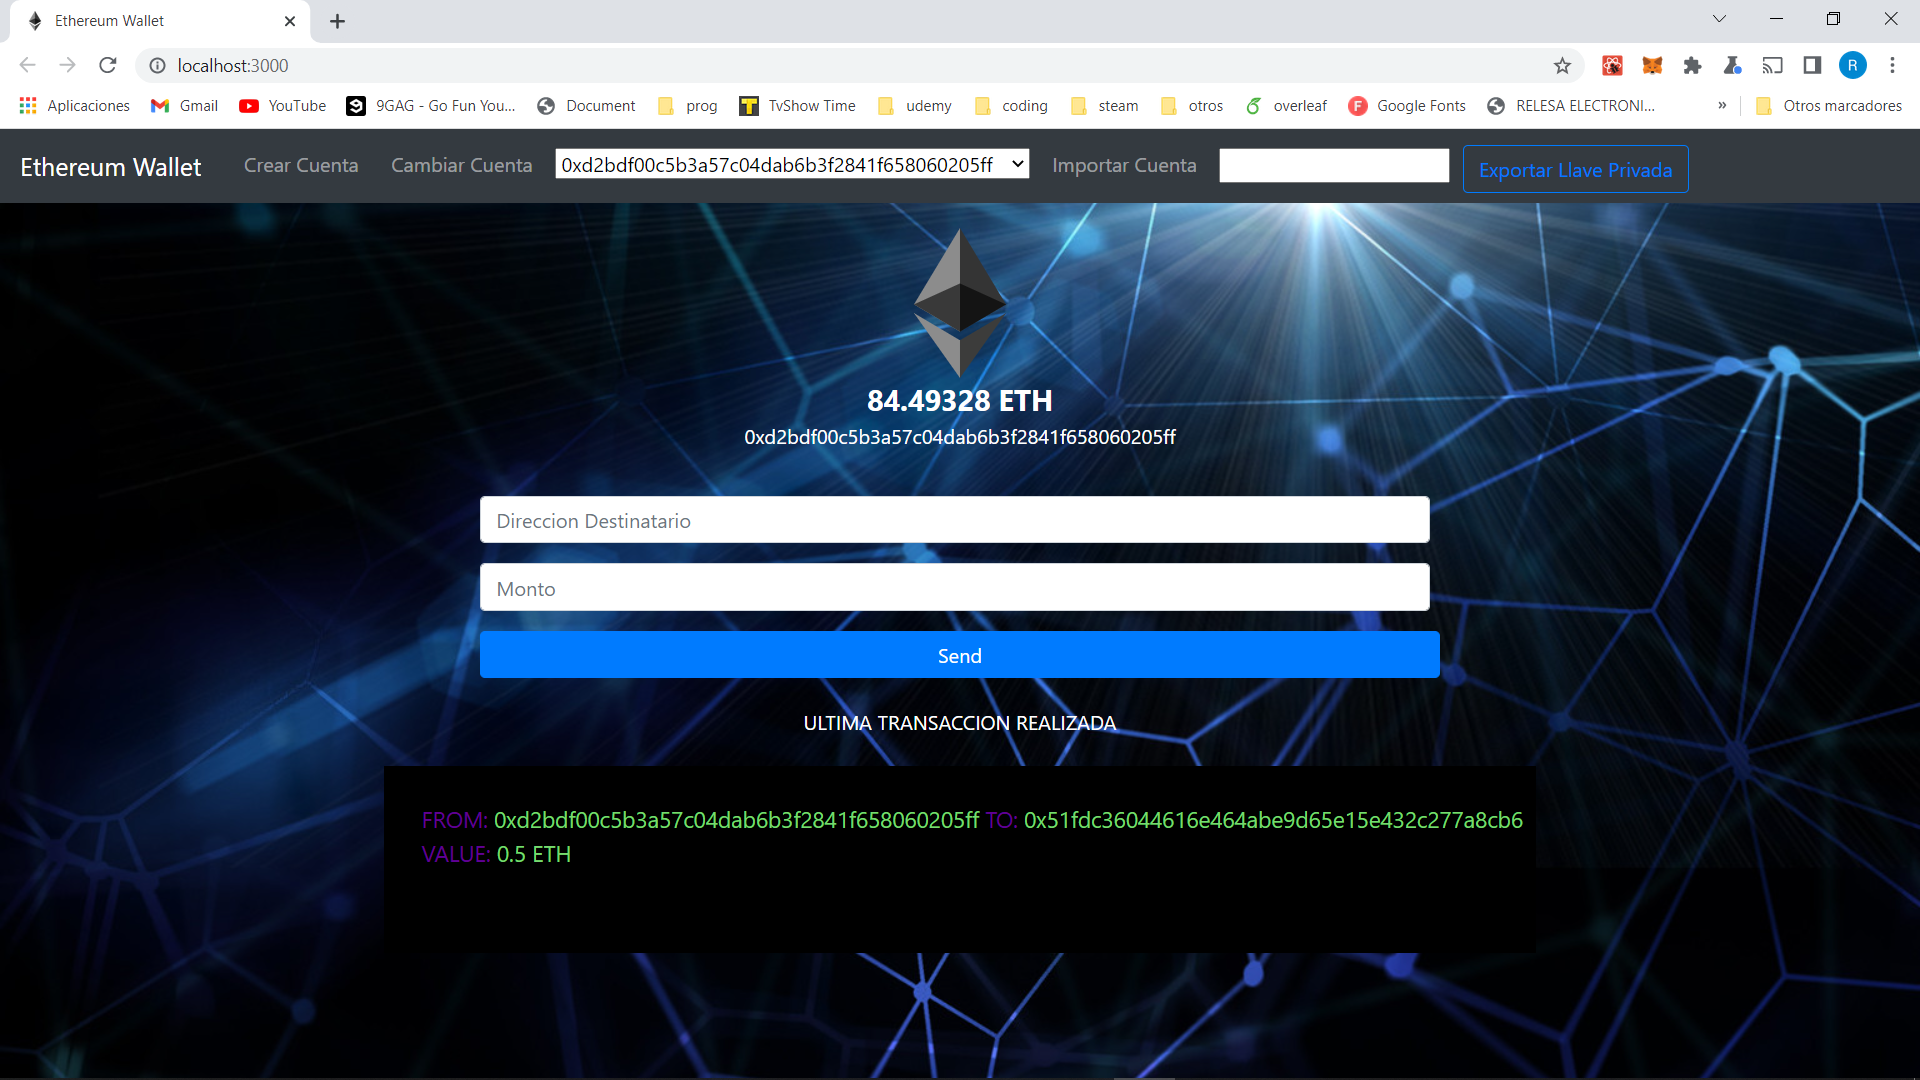 Ethereum Wallet
localhost:3000
R
Aplicaciones Gmail YouTube 9GAG - Go Fun You... Document prog TvShow Time udemy coding steam otros overleaf Google Fonts RELESA ELECTRONI... » Otros marcadores
Ethereum Wallet Crear Cuenta Cambiar Cuenta 0xd2bdf00c5b3a57c04dab6b3f2841f658060205ff Importar Cuenta Exportar Llave Privada
84.49328 ETH
0xd2bdf00c5b3a57c04dab6b3f2841f658060205ff
Direccion Destinatario
Monto
Send
ULTIMA TRANSACCION REALIZADA
FROM: 0xd2bdf00c5b3a57c04dab6b3f2841f658060205ff TO: 0x51fdc36044616e464abe9d65e15e432c277a8cb6
VALUE: 0.5 ETH